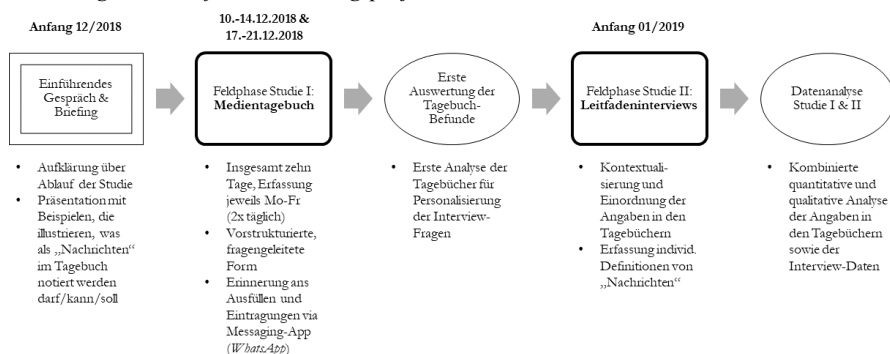 Anfang 12/2018
10.-14.12.2018 &
17.-21.12.2018
Anfang 01/2019
Einführendes
Gespräch &
Briefing
Feldphase Studie I:
Medientagebuch
Erste
Auswertung der
Tagebuch-
Befunde
Feldphase Studie II:
Leitfadeninterviews
Datenanalyse
Studie I & II
• Aufklärung über
Ablauf der Studie
• Präsentation mit
Beispielen, die
illustrieren, was
als „Nachrichten“
im Tagebuch
notiert werden
darf/kann/soll
• Insgesamt zehn
Tage, Erfassung
jeweils Mo-Fr
(2x täglich)
• Vorstrukturierte,
fragengeleitete
Form
• Erinnerung ans
Ausfüllen und
Eintragungen via
Messaging-App
(WhatsApp)
• Erste Analyse der
Tagebücher für
Personalisierung
der Interview-
Fragen
• Kontextuali-
sierung und
Einordnung der
Angaben in den
Tagebüchern
• Erfassung individ.
Definitionen von
„Nachrichten“
• Kombinierte
quantitative und
qualitative Analyse
der Angaben in
den Tagebüchern
sowie der
Interview-Daten